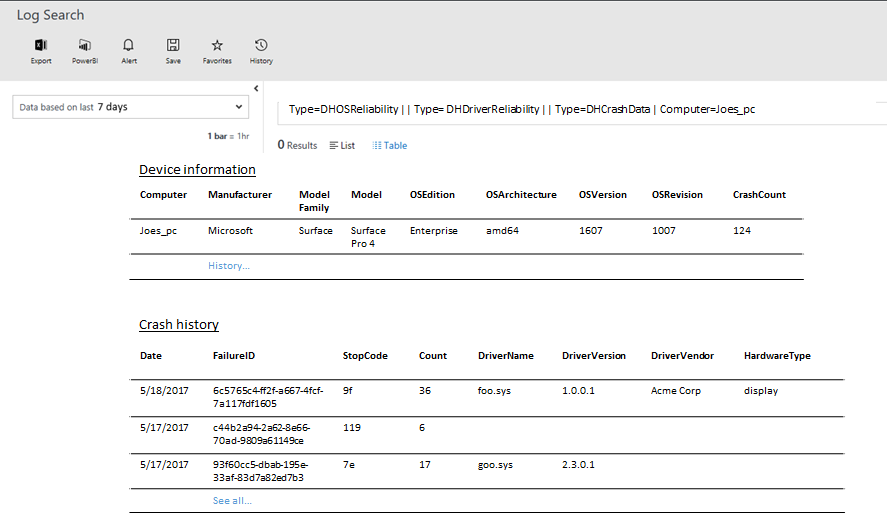 Log Search
Export PowerBI Alert Save Favorites History
Data based on last 7 days
Type=DHOSReliability | | Type= DHDriverReliability | | Type=DHCrashData | Computer=Joes_pc
1 bar = 1hr
0 Results List Table
Device information
Computer Manufacturer Model Model OSEdition OSArchitecture OSVersion OSRevision CrashCount
Family
Joes_pc Microsoft Surface Surface Enterprise amd64 1607 1007 124
Pro 4
History...
Crash history
Date FailureID StopCode Count DriverName DriverVersion DriverVendor HardwareType
5/18/2017 6c5765c4-ff2f-a667-4fcf- 9f 36 foo.sys 1.0.0.1 Acme Corp display
7a117fdf1605
5/17/2017 c44b2a94-2a62-8e66- 119 6
70ad-9809a61149ce
5/17/2017 93f60cc5-dbab-195e- 7e 17 goo.sys 2.3.0.1
33af-83d7a82ed7b3
See all...